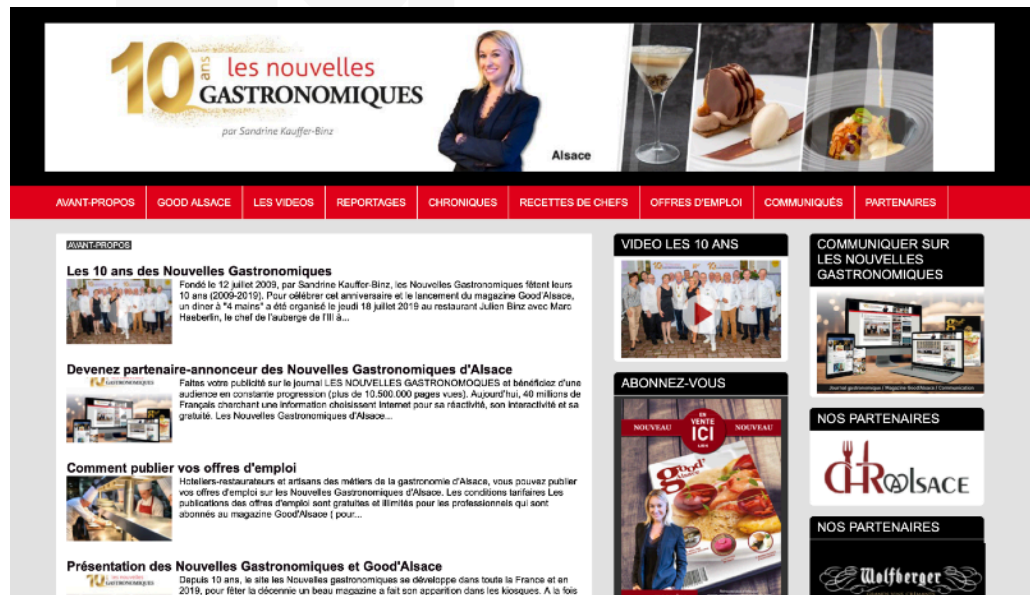 10 ans
les nouvelles
GASTRONOMIQUES
par Sandrine Kauffer-Binz
Alsace
AVANT-PROPOS
GOOD ALSACE
LES VIDEOS
REPORTAGES
CHRONIQUES
RECETTES DE CHEFS
OFFRES D'EMPLOI
COMMUNIQUÉS
PARTENAIRES
AVANT-PROPOS
Les 10 ans des Nouvelles Gastronomiques
Fondé le 12 juillet 2009, par Sandrine Kauffer-Binz, les Nouvelles Gastronomiques fêtent leurs
10 ans (2009-2019). Pour célébrer cet anniversaire et le lancement du magazine Good'Alsace,
un diner à "4 mains" a été organisé le jeudi 18 juillet 2019 au restaurant Julien Binz avec Marc
Haeberlin, le chef de l'auberge de l'Ill à...
Devenez partenaire-annonceur des Nouvelles Gastronomiques d'Alsace
Faites votre publicité sur le journal LES NOUVELLES GASTRONOMOQUES et bénéficiez d'une
audience en constante progression (plus de 10.500.000 pages vues). Aujourd'hui, 40 millions de
Français cherchant une information choisissent Internet pour sa réactivité, son interactivité et sa
gratuité. Les Nouvelles Gastronomiques d'Alsace...
Comment publier vos offres d'emploi
Hoteliers-restaurateurs et artisans des métiers de la gastronomie d'Alsace, vous pouvez publier
vos offres d'emploi sur les Nouvelles Gastronomiques d'Alsace. Les conditions tarifaires Les
publications des offres d'emploi sont gratuites et illimités pour les professionnels qui sont
abonnés au magazine Good'Alsace ( pour...
Présentation des Nouvelles Gastronomiques et Good'Alsace
Depuis 10 ans, le site les Nouvelles gastronomiques se développe dans toute la France et en
2019, pour fêter la décennie un beau magazine a fait son apparition dans les kiosques. A la fois
VIDEO LES 10 ANS
ABONNEZ-VOUS
NOUVEAU
EN
VENTE
ICI
NOUVEAU
good'
Alsace
COMMUNIQUER SUR
LES NOUVELLES
GASTRONOMIQUES
Journal gastronomique / Magazine Good'Alsace / Communication
NOS PARTENAIRES
CHR@lSACE
NOS PARTENAIRES
Wolfberger